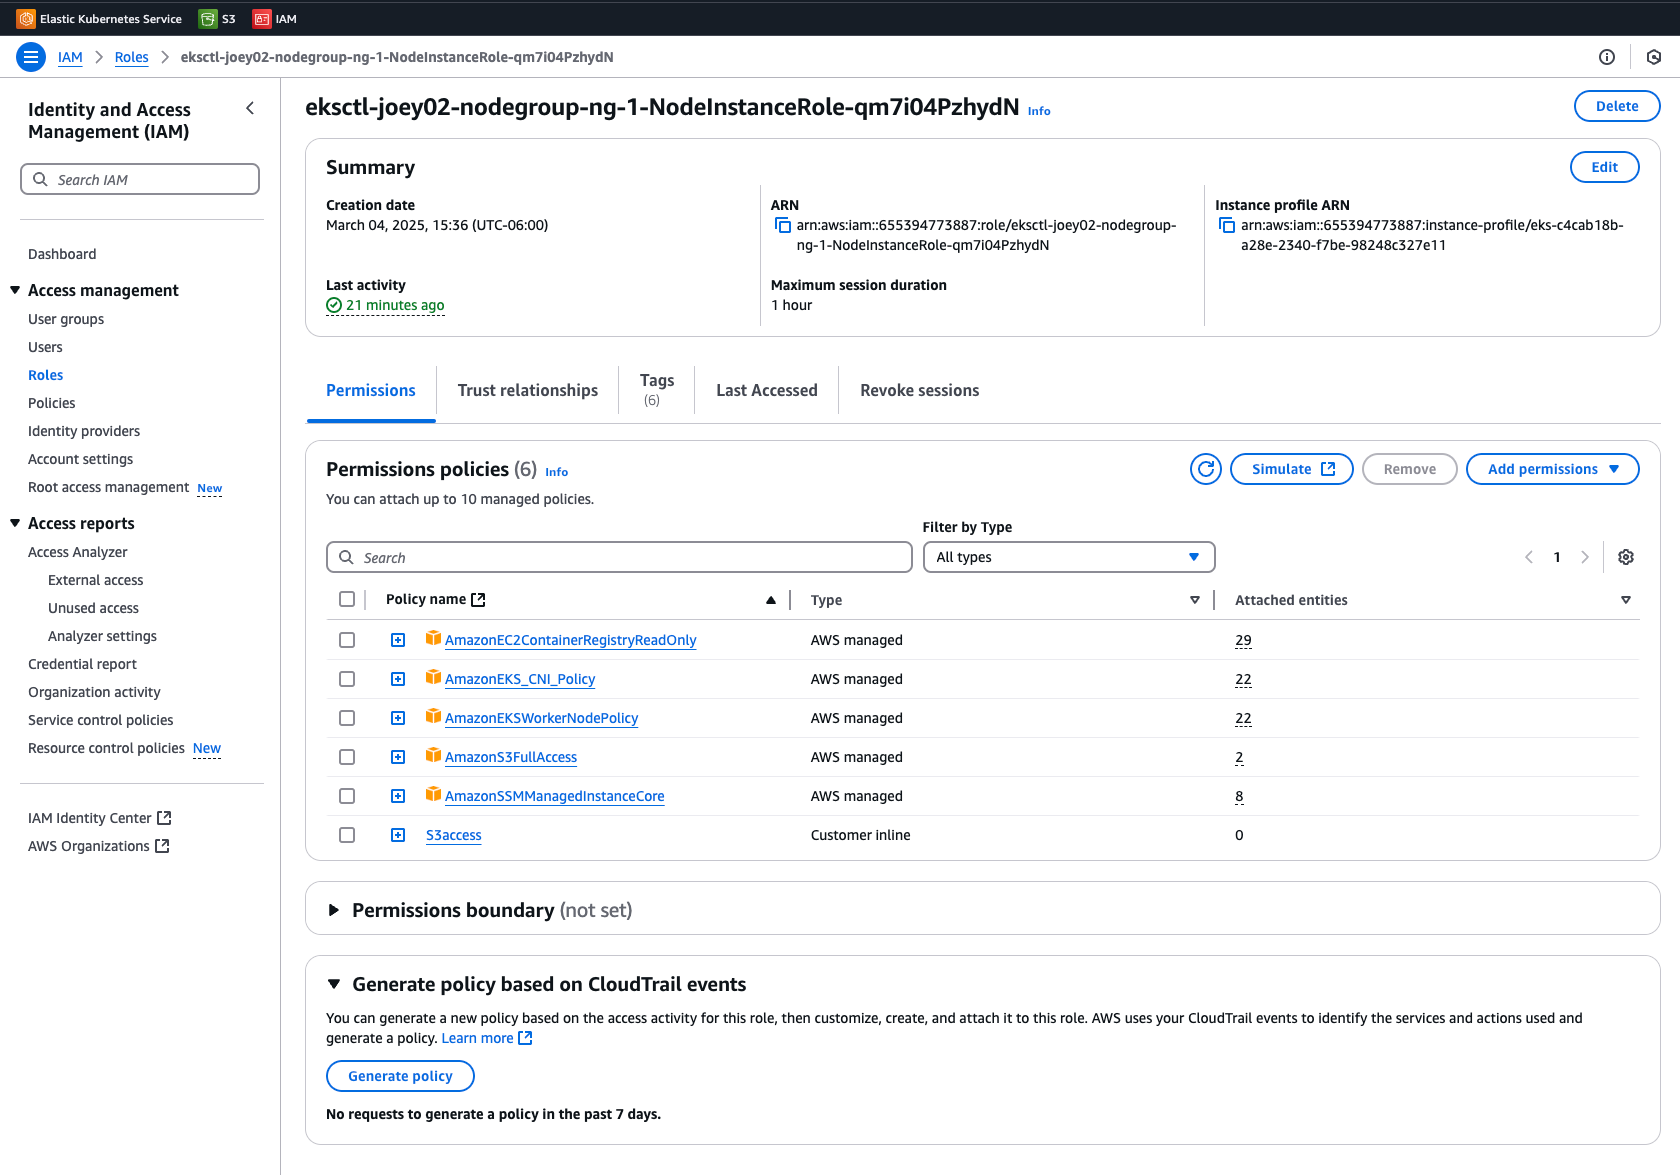 Elastic Kubernetes Service S3 IAM
IAM Roles eksctl-joey02-nodegroup-ng-1-NodeInstanceRole-qm7i04PzhydN
Identity and Access
Management (IAM)
Search IAM
Dashboard
Access management
User groups
Users
Roles
Policies
Identity providers
Account settings
Root access management New
Access reports
Access Analyzer
External access
Unused access
Analyzer settings
Credential report
Organization activity
Service control policies
Resource control policies New
IAM Identity Center
AWS Organizations
eksctl-joey02-nodegroup-ng-1-NodeInstanceRole-qm7i04PzhydN Info
Delete
Summary
Edit
Creation date
March 04, 2025, 15:36 (UTC-06:00)
Last activity
21 minutes ago
ARN
arn:aws:iam::655394773887:role/eksctl-joey02-nodegroup-
ng-1-NodeInstanceRole-qm7i04PzhydN
Maximum session duration
1 hour
Instance profile ARN
arn:aws:iam::655394773887:instance-profile/eks-c4cab18b-
a28e-2340-f7be-98248c327e11
Permissions
Trust relationships
Tags
(6)
Last Accessed
Revoke sessions
Permissions policies (6) Info
You can attach up to 10 managed policies.
Simulate
Remove
Add permissions
Search
Filter by Type
All types
1
Policy name Type Attached entities
AmazonEC2ContainerRegistryReadOnly AWS managed 29
AmazonEKS_CNI_Policy AWS managed 22
AmazonEKSWorkerNodePolicy AWS managed 22
AmazonS3FullAccess AWS managed 2
AmazonSSMManagedInstanceCore AWS managed 8
S3access Customer inline 0
Permissions boundary (not set)
Generate policy based on CloudTrail events
You can generate a new policy based on the access activity for this role, then customize, create, and attach it to this role. AWS uses your CloudTrail events to identify the services and actions used and
generate a policy. Learn more
Generate policy
No requests to generate a policy in the past 7 days.